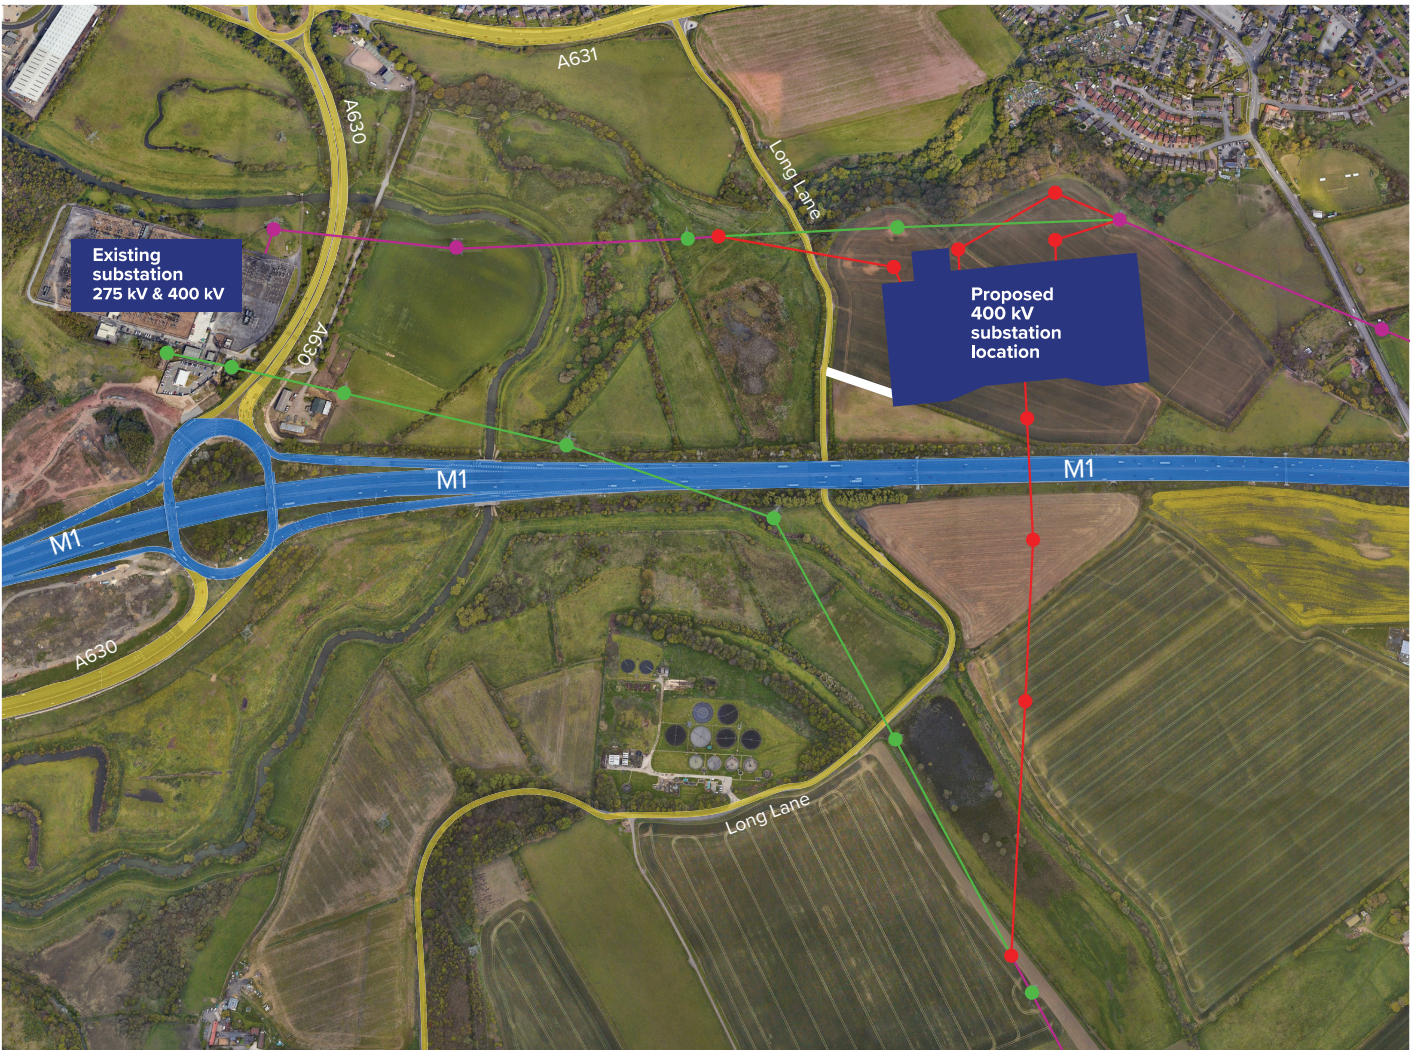 A631
A630
Long Lane
Existing
substation
275 kV & 400 kV
Proposed
400 kV
substation
location
A630
M1
M1
M1
A630
Long Lane